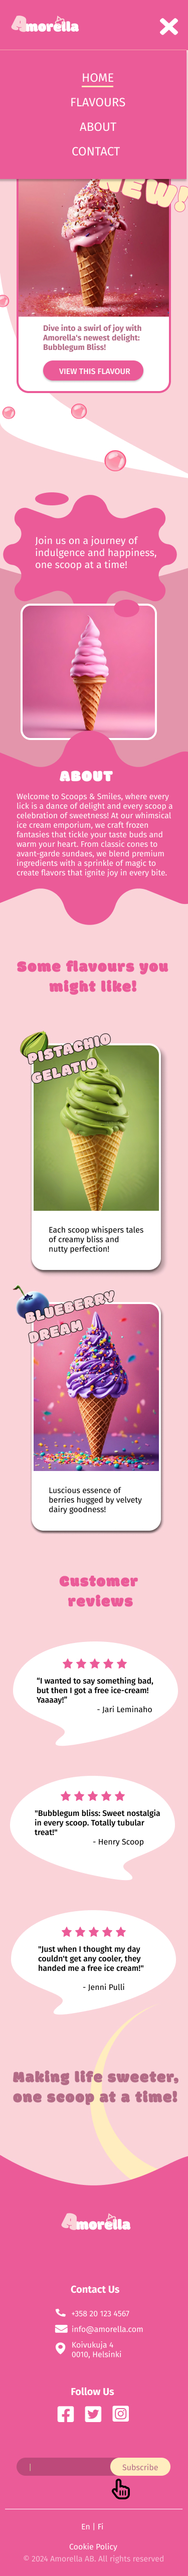 Amorella
HOME
FLAVOURS
ABOUT
CONTACT
NEW!
Dive into a swirl of joy with
Amorella's newest delight:
Bubblegum Bliss!
VIEW THIS FLAVOUR
Join us on a journey of
indulgence and happiness,
one scoop at a time!
ABOUT
Welcome to Scoops & Smiles, where every
lick is a dance of delight and every scoop a
celebration of sweetness! At our whimsical
ice cream emporium, we craft frozen
fantasies that tickle your taste buds and
warm your heart. From classic cones to
avant-garde sundaes, we blend premium
ingredients with a sprinkle of magic to
create flavors that ignite joy in every bite.
Some flavours you
might like!
PISTACHIO
GELATIO
Each scoop whispers tales
of creamy bliss and
nutty perfection!
BLUEBERRY
DREAM
Luscious essence of
berries hugged by velvety
dairy goodness!
Customer
reviews
"I wanted to say something bad,
but then I got a free ice-cream!
Yaaaay!"
- Jari Leminaho
"Bubblegum bliss: Sweet nostalgia
in every scoop. Totally tubular
treat!"
- Henry Scoop
"Just when I thought my day
couldn't get any cooler, they
handed me a free ice cream!"
- Jenni Pulli
Making life sweeter,
one scoop at a time!
Amorella
Contact Us
+358 20 123 4567
info@amorella.com
Koivukuja 4
0010, Helsinki
Follow Us
Subscribe
En | Fi
Cookie Policy
© 2024 Amorella AB. All rights reserved